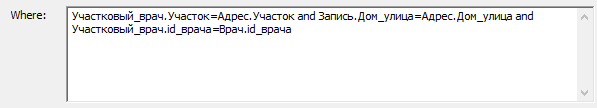 Where:
Участковый_врач.Участок=Адрес.Участок and Запись.Дом_улица=Адрес.Дом_улица and
Участковый_врач.id_врача=Врач.id_врача